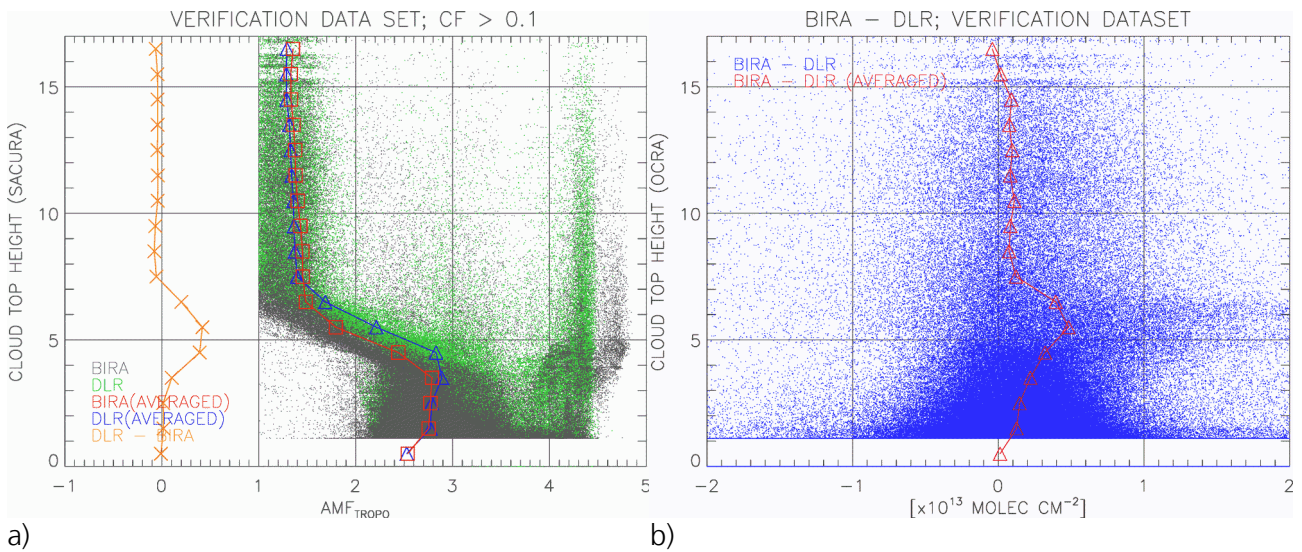 VERIFICATION DATA SET; CF > 0.1
CLOUD TOP HEIGHT (SACURA)
15
10
5
0
BIRA
DLR
BIRA(AVERAGED)
DLR(AVERAGED)
DLR - BIRA
-1 0 1 2 3 4 5
AMF_TROPO
a)
BIRA - DLR; VERIFICATION DATASET
CLOUD TOP HEIGHT (OCRA)
15
10
5
0
BIRA - DLR
BIRA - DLR (AVERAGED)
-2 -1 0 1 2
[x10^13 MOLEC CM^-2]
b)